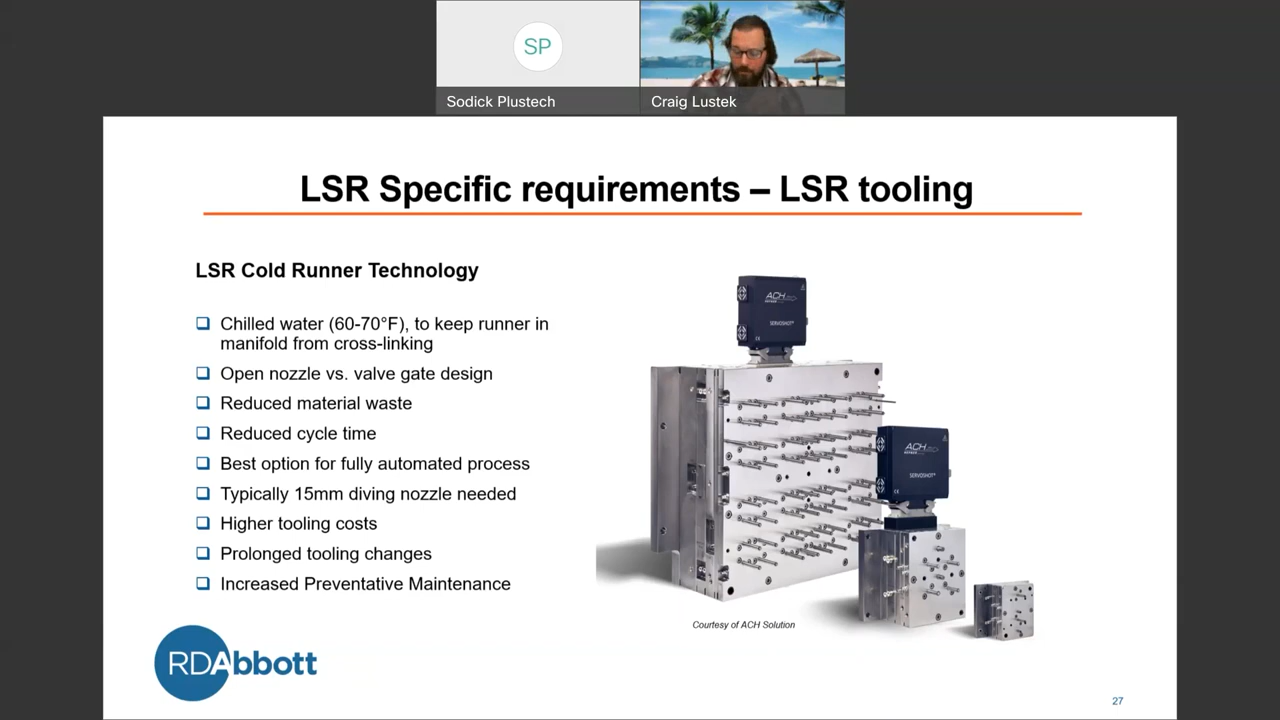 SP
Sodick Plustech
Craig Lustek
LSR Specific requirements – LSR tooling
LSR Cold Runner Technology
Chilled water (60-70°F), to keep runner in
manifold from cross-linking
Open nozzle vs. valve gate design
Reduced material waste
Reduced cycle time
Best option for fully automated process
Typically 15mm diving nozzle needed
Higher tooling costs
Prolonged tooling changes
Increased Preventative Maintenance
ACH
SERVOSHOT®
ACH
SERVOSHOT®
Courtesy of ACH Solution
RDAbbott
27